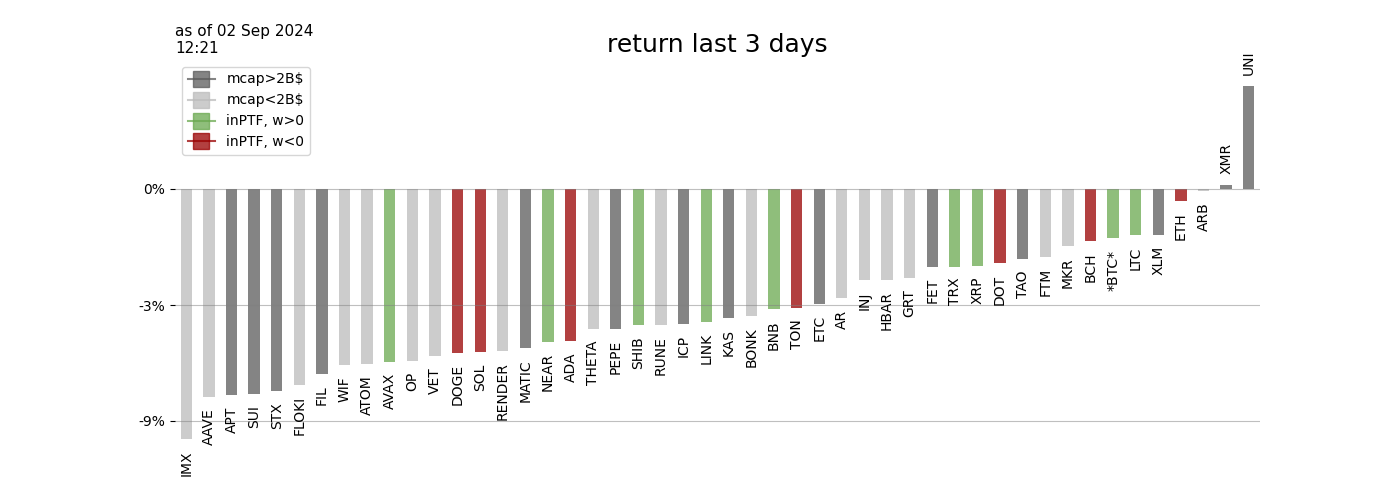 as of 02 Sep 2024
12:21
return last 3 days
mcap>2B$
mcap<2B$
inPTF, w>0
inPTF, w<0
0%
-3%
-9%
IMX
AAVE
APT
SUI
STX
FLOKI
FIL
WIF
ATOM
AVAX
OP
VET
DOGE
SOL
RENDER
MATIC
NEAR
ADA
THETA
PEPE
SHIB
RUNE
ICP
LINK
KAS
BONK
BNB
TON
ETC
AR
INJ
HBAR
GRT
FET
TRX
XRP
DOT
TAO
FTM
MKR
BCH
*BTC*
LTC
XLM
ETH
ARB
XMR
UNI